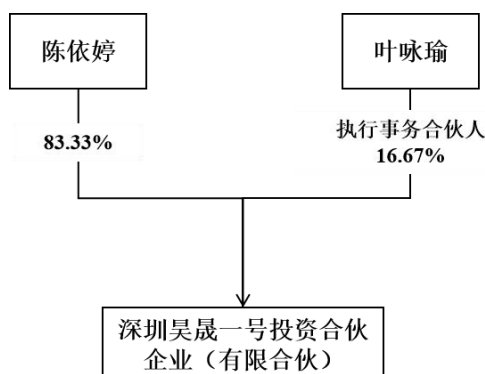 陈依婷
叶咏瑜
83.33%
执行事务合伙人
16.67%
深圳昊晟一号投资合伙
企业（有限合伙）